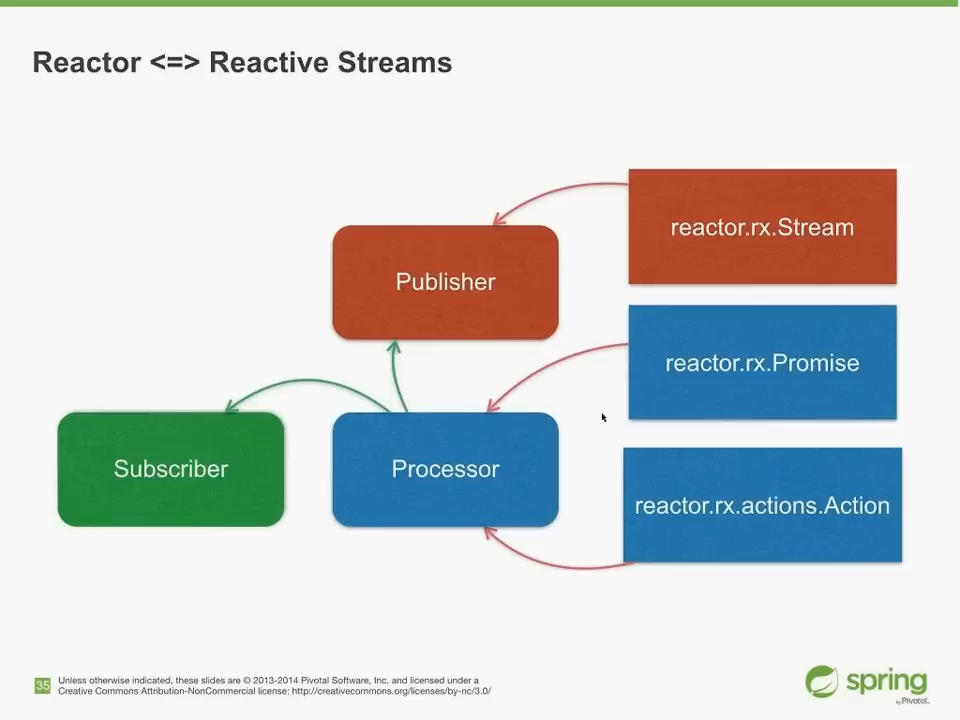 Reactor <=> Reactive Streams
reactor.rx.Stream
Publisher
reactor.rx.Promise
Subscriber
Processor
reactor.rx.actions.Action
35
Unless otherwise indicated, these slides are © 2013-2014 Pivotal Software, Inc. and licensed under a
Creative Commons Attribution-NonCommercial license: http://creativecommons.org/licenses/by-nc/3.0/
spring
by Pivotal™